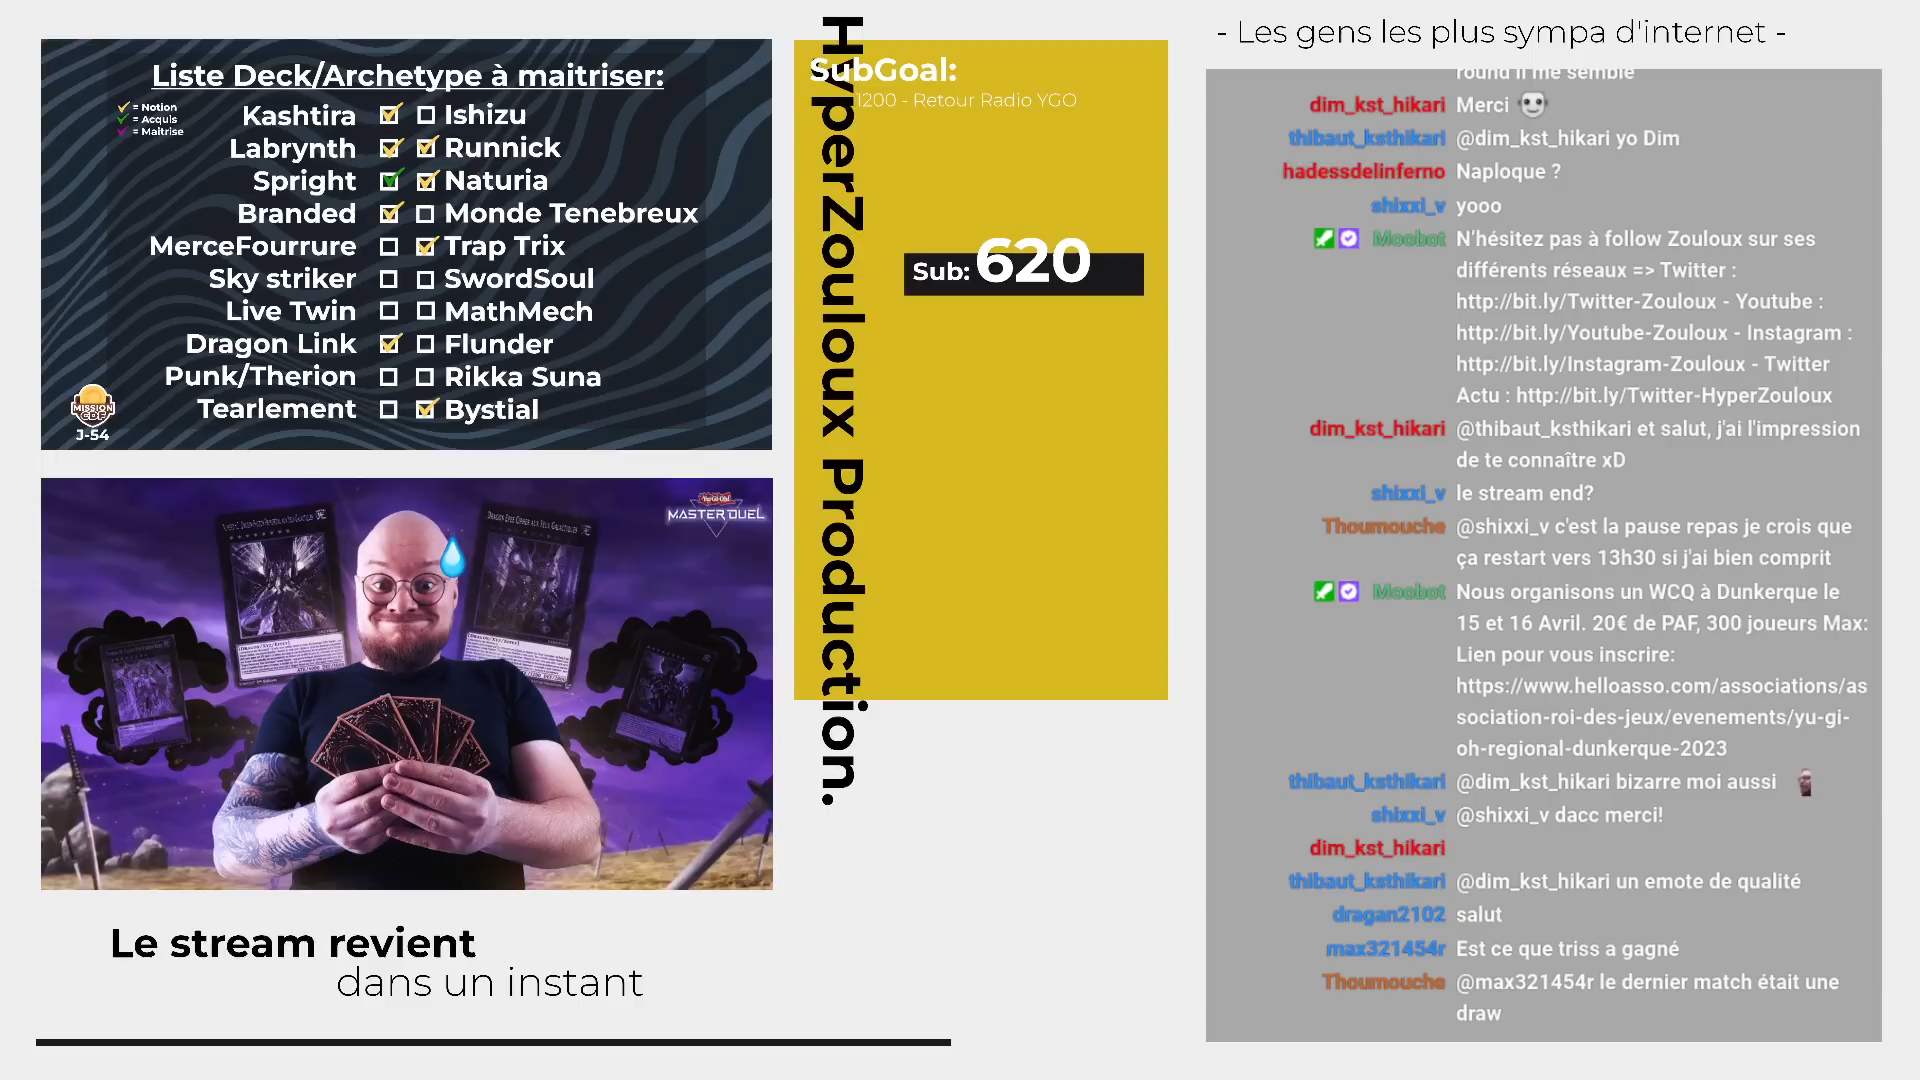 Liste Deck/Archetype à maitriser:
= Notion
= Acquis
= Maitrise
Kashtira
Ishizu
Labrynth
Runnick
Spright
Naturia
Branded
Monde Tenebreux
MerceFourrure
Trap Trix
Sky striker
SwordSoul
Live Twin
MathMech
Dragon Link
Flunder
Punk/Therion
Rikka Suna
Tearlement
Bystial
MISSION
CDF
J-54
Yu-Gi-Oh!
MASTER DUEL
Le stream revient
dans un instant
HyperZouloux Production.
SubGoal:
1200 - Retour Radio YGO
Sub: 620
- Les gens les plus sympa d'internet -
round il me semble
dim_kst_hikari Merci
thibaut_ksthikari @dim_kst_hikari yo Dim
hadessdelinferno Naploque ?
shixxi_v yooo
Moobot N'hésitez pas à follow Zouloux sur ses
différents réseaux => Twitter :
http://bit.ly/Twitter-Zouloux - Youtube :
http://bit.ly/Youtube-Zouloux - Instagram :
http://bit.ly/Instagram-Zouloux - Twitter
Actu : http://bit.ly/Twitter-HyperZouloux
dim_kst_hikari @thibaut_ksthikari et salut, j'ai l'impression
de te connaître xD
shixxi_v le stream end?
Thoumouche @shixxi_v c'est la pause repas je crois que
ça restart vers 13h30 si j'ai bien comprit
Moobot Nous organisons un WCQ à Dunkerque le
15 et 16 Avril. 20€ de PAF, 300 joueurs Max:
Lien pour vous inscrire:
https://www.helloasso.com/associations/as
sociation-roi-des-jeux/evenements/yu-gi-
oh-regional-dunkerque-2023
thibaut_ksthikari @dim_kst_hikari bizarre moi aussi
shixxi_v @shixxi_v dacc merci!
dim_kst_hikari
thibaut_ksthikari @dim_kst_hikari un emote de qualité
dragan2102 salut
max321454r Est ce que triss a gagné
Thoumouche @max321454r le dernier match était une
draw